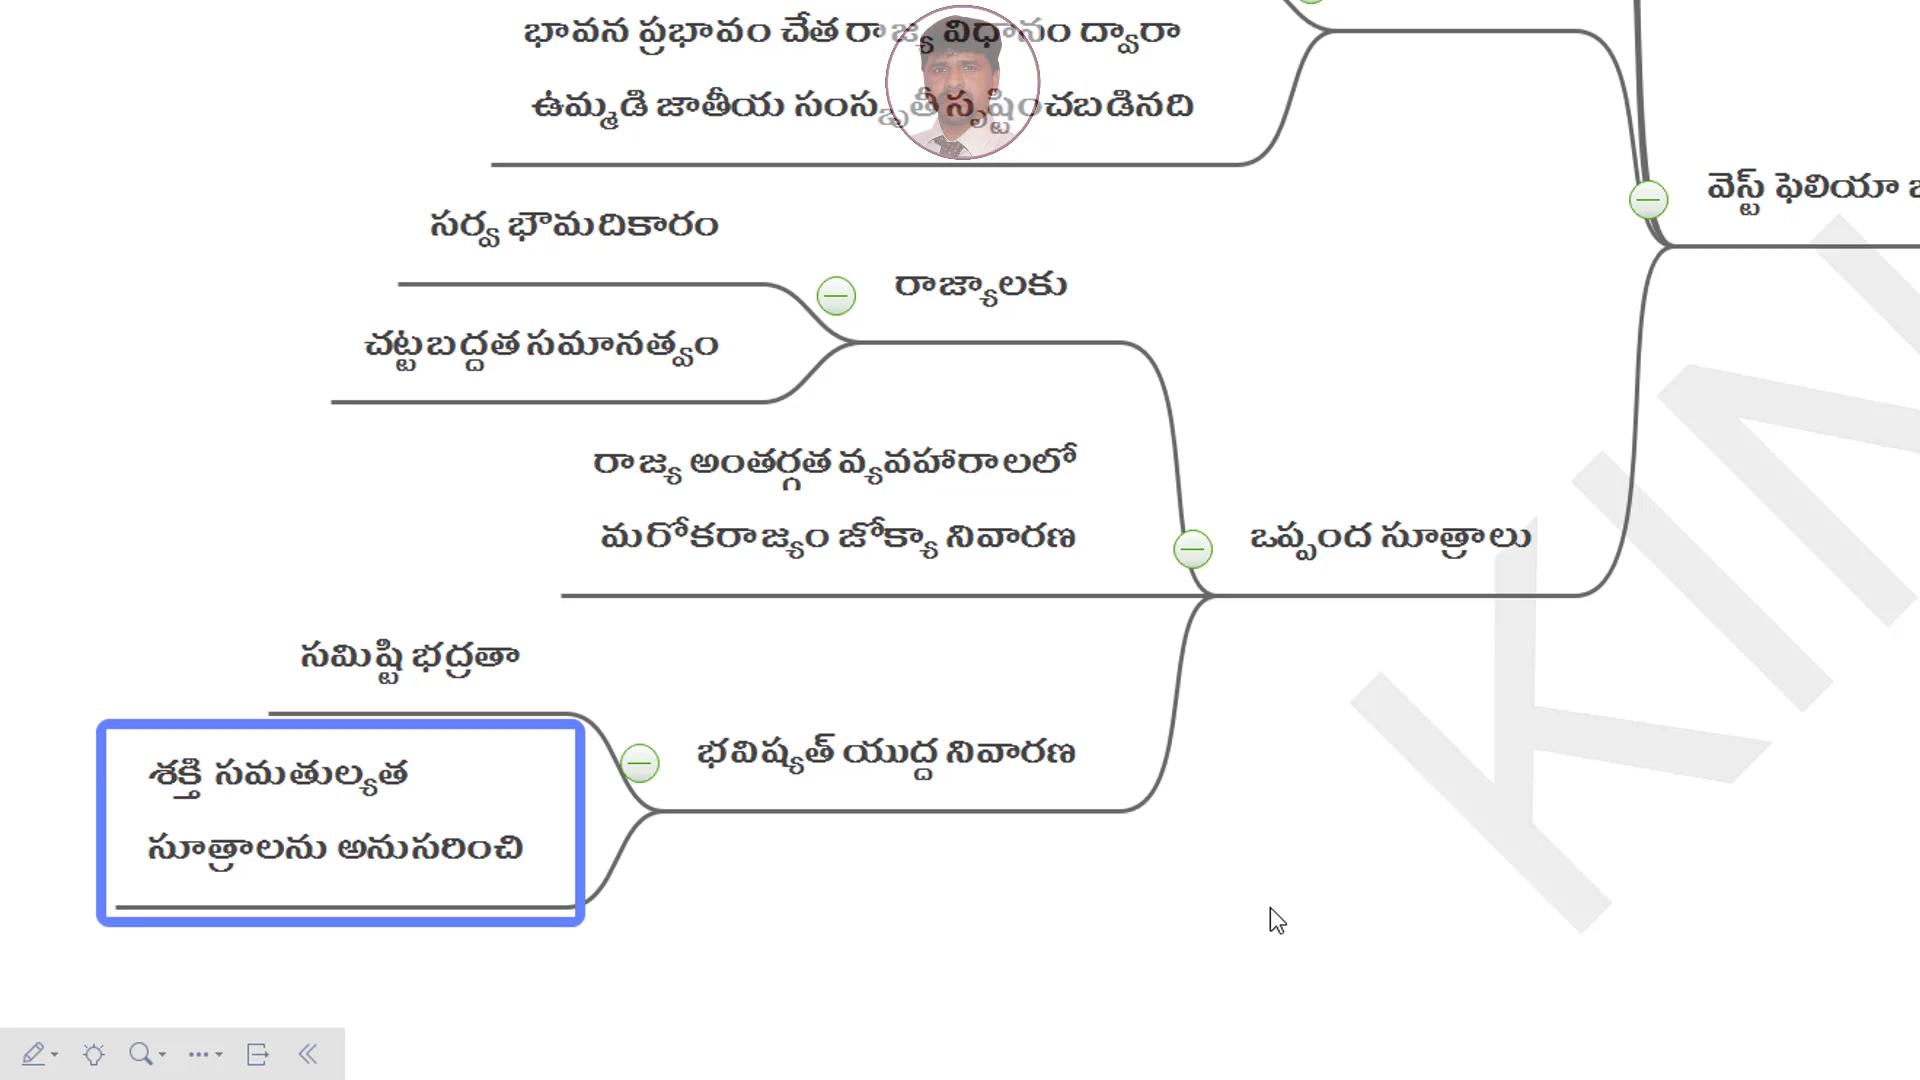 భావన ప్రభావం చేత రాజ్య విధానం ద్వారా
ఉమ్మడి జాతీయ సంస్కృతీ సృష్టించబడినది
వెస్ట్ ఫెలియా
సర్వ భౌమదికారం
రాజ్యాలకు
చట్టబద్దత సమానత్వం
రాజ్య అంతర్గత వ్యవహారాలలో
మరోకరాజ్యం జోక్యా నివారణ
ఒప్పంద సూత్రాలు
సమిష్టి భద్రతా
భవిష్యత్ యుద్ద నివారణ
శక్తి సమతుల్యత
సూత్రాలను అనుసరించి